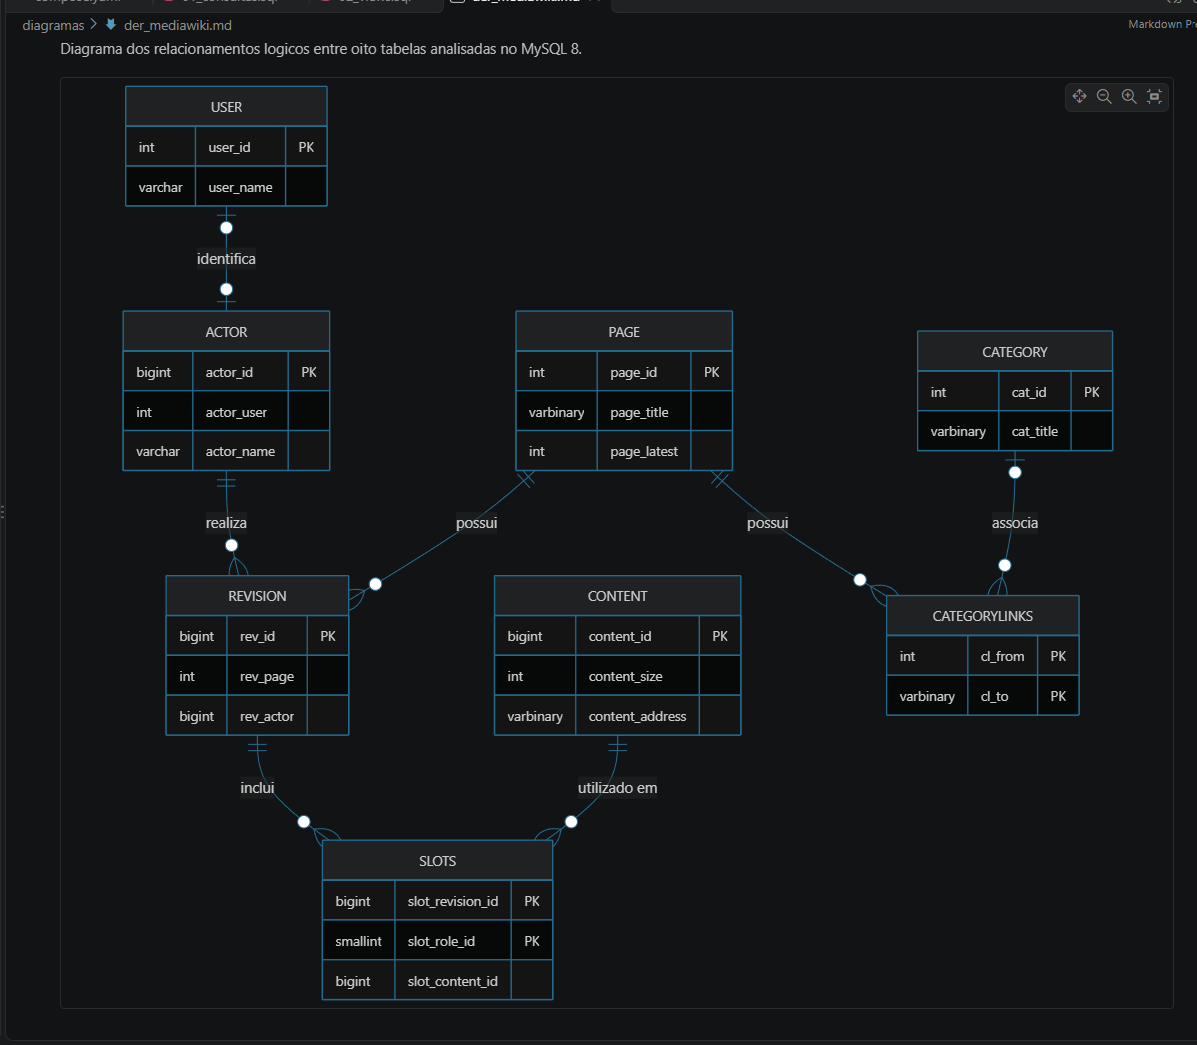 diagramas > der_mediawiki.md
Markdown Pre
Diagrama dos relacionamentos logicos entre oito tabelas analisadas no MySQL 8.
USER
int user_id PK
varchar user_name
identifica
ACTOR
bigint actor_id PK
int actor_user
varchar actor_name
PAGE
int page_id PK
varbinary page_title
int page_latest
CATEGORY
int cat_id PK
varbinary cat_title
realiza
possui
possui
associa
REVISION
bigint rev_id PK
int rev_page
bigint rev_actor
CONTENT
bigint content_id PK
int content_size
varbinary content_address
CATEGORYLINKS
int cl_from PK
varbinary cl_to PK
inclui
utilizado em
SLOTS
bigint slot_revision_id PK
smallint slot_role_id PK
bigint slot_content_id